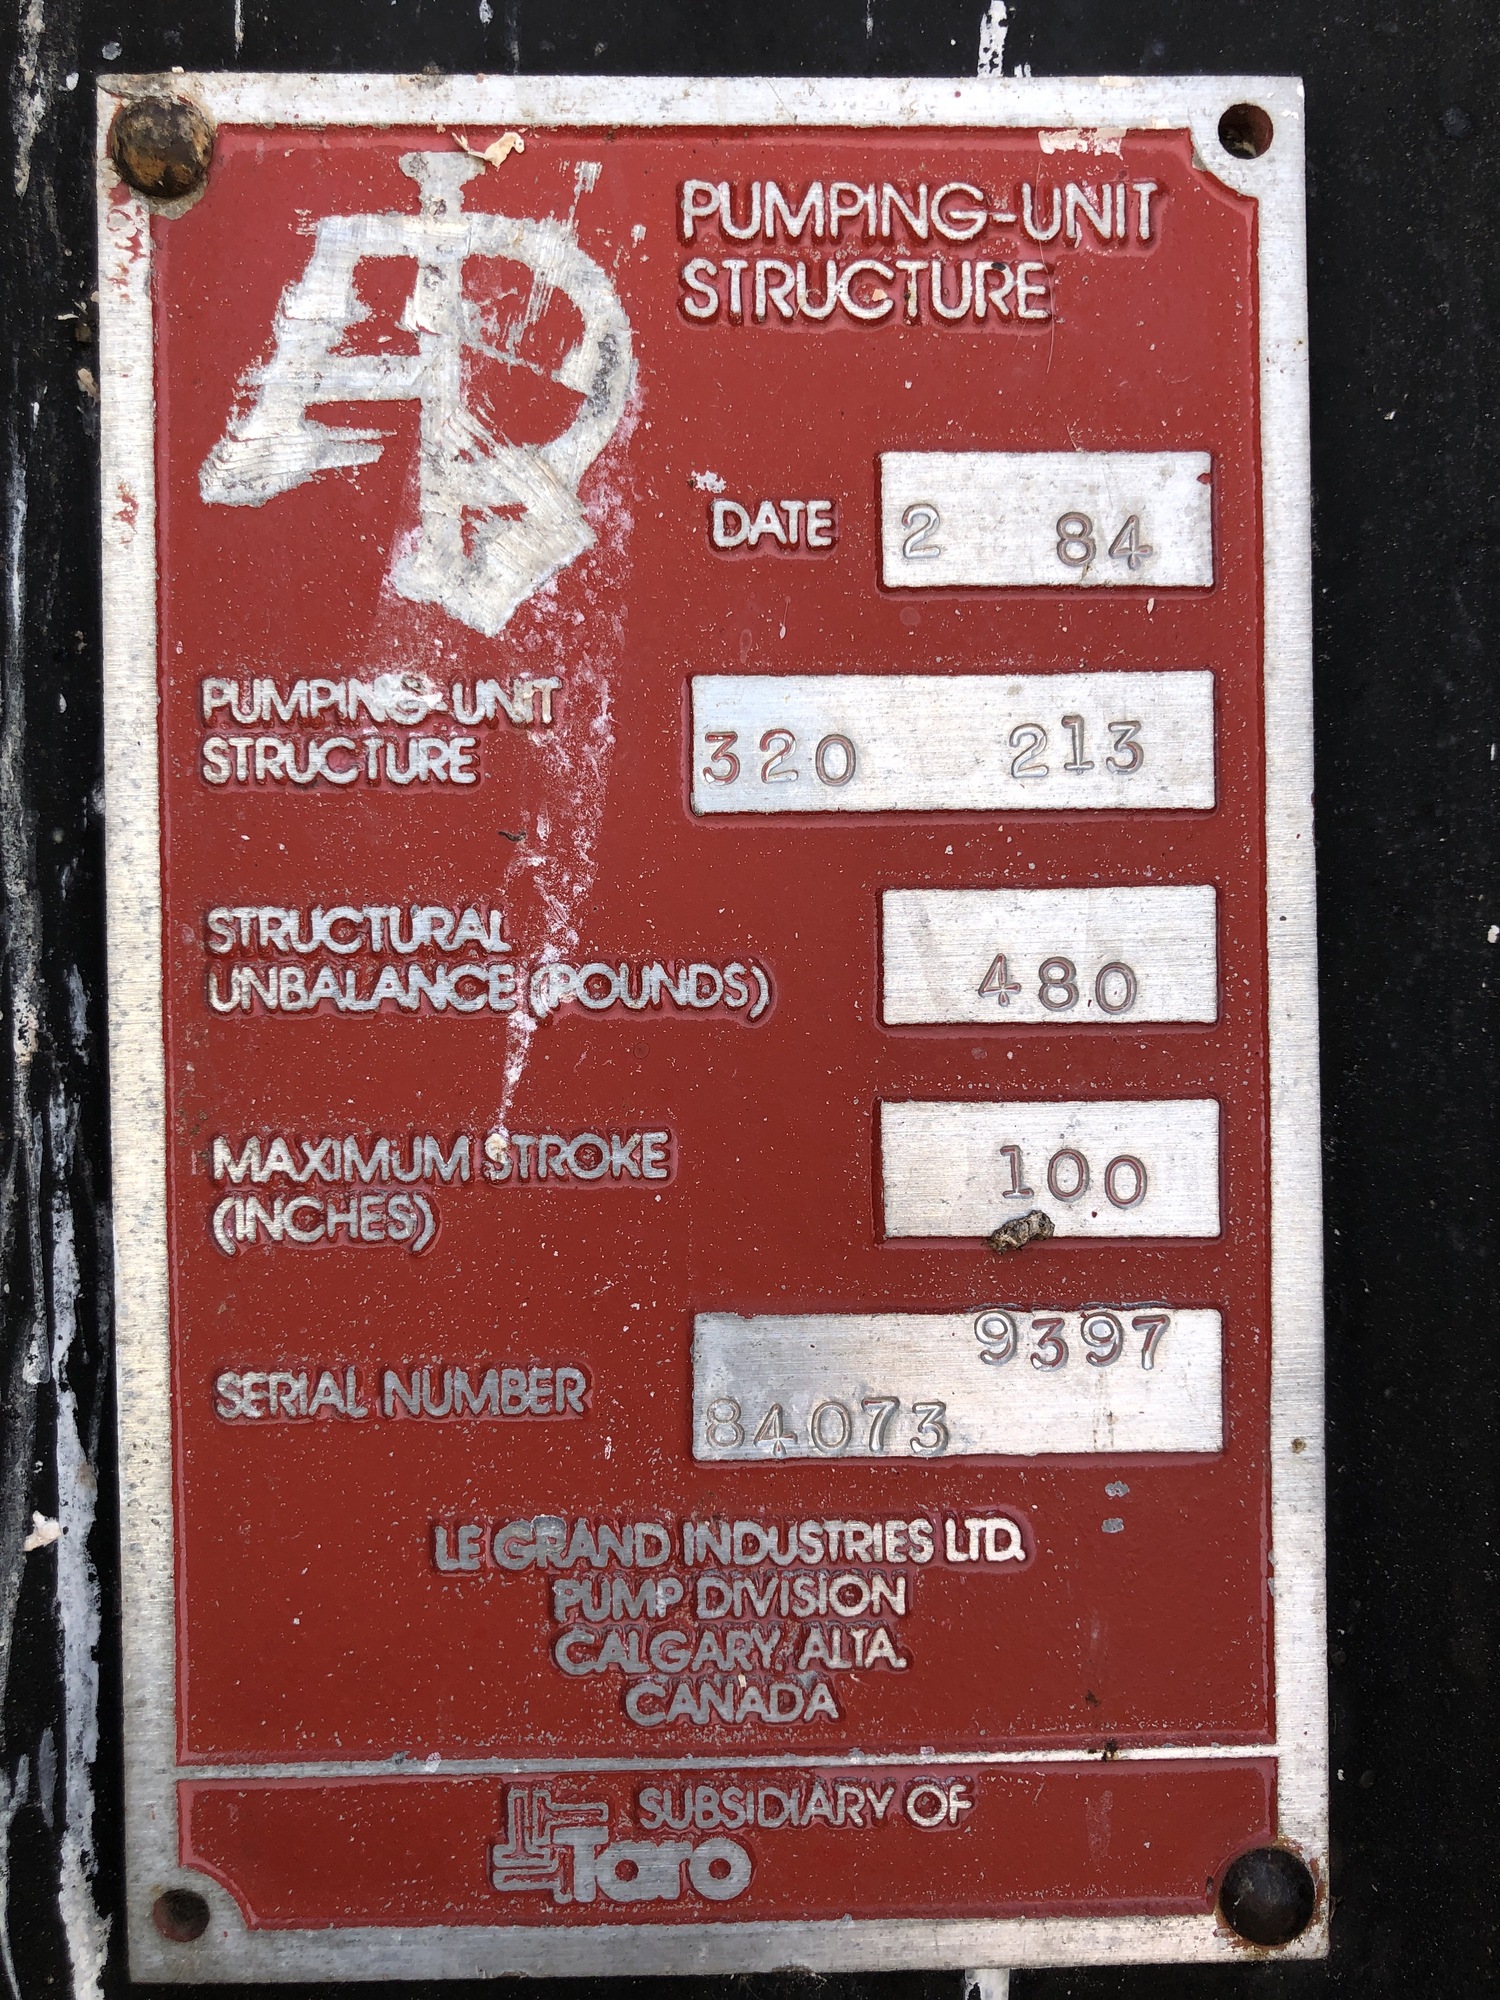 PUMPING-UNIT
STRUCTURE
DATE 2 84
PUMPING-UNIT
STRUCTURE 320 213
STRUCTURAL
UNBALANCE (POUNDS) 480
MAXIMUM STROKE
(INCHES) 100
9397
SERIAL NUMBER 84073
LE GRAND INDUSTRIES LTD.
PUMP DIVISION
CALGARY, ALTA.
CANADA
SUBSIDIARY OF
Taro